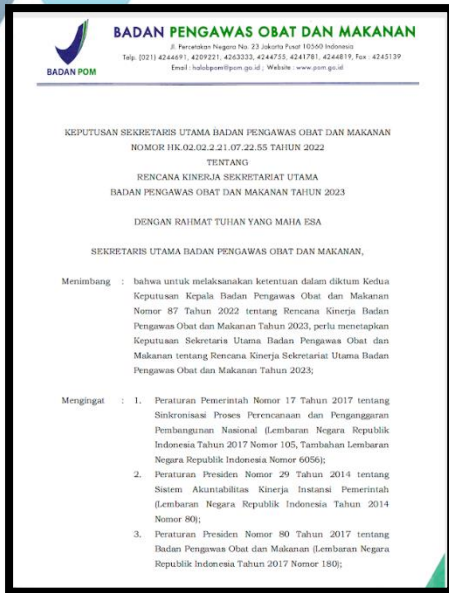 BADAN POM
BADAN PENGAWAS OBAT DAN MAKANAN
Jl. Percetakan Negara No. 23 Jakarta Pusat 10560 Indonesia
Telp. (021) 4244691, 4209221, 4263333, 4244755, 4241781, 4244819, Fax : 4245139
Email : halobpom@pom.go.id ; Website : www.pom.go.id
KEPUTUSAN SEKRETARIS UTAMA BADAN PENGAWAS OBAT DAN MAKANAN
NOMOR HK.02.02.2.21.07.22.55 TAHUN 2022
TENTANG
RENCANA KINERJA SEKRETARIAT UTAMA
BADAN PENGAWAS OBAT DAN MAKANAN TAHUN 2023
DENGAN RAHMAT TUHAN YANG MAHA ESA
SEKRETARIS UTAMA BADAN PENGAWAS OBAT DAN MAKANAN,
Menimbang : bahwa untuk melaksanakan ketentuan dalam diktum Kedua
Keputusan Kepala Badan Pengawas Obat dan Makanan
Nomor 87 Tahun 2022 tentang Rencana Kinerja Badan
Pengawas Obat dan Makanan Tahun 2023, perlu menetapkan
Keputusan Sekretaris Utama Badan Pengawas Obat dan
Makanan tentang Rencana Kinerja Sekretariat Utama Badan
Pengawas Obat dan Makanan Tahun 2023;
Mengingat : 1. Peraturan Pemerintah Nomor 17 Tahun 2017 tentang
Sinkronisasi Proses Perencanaan dan Penganggaran
Pembangunan Nasional (Lembaran Negara Republik
Indonesia Tahun 2017 Nomor 105, Tambahan Lembaran
Negara Republik Indonesia Nomor 6056);
2. Peraturan Presiden Nomor 29 Tahun 2014 tentang
Sistem Akuntabilitas Kinerja Instansi Pemerintah
(Lembaran Negara Republik Indonesia Tahun 2014
Nomor 80);
3. Peraturan Presiden Nomor 80 Tahun 2017 tentang
Badan Pengawas Obat dan Makanan (Lembaran Negara
Republik Indonesia Tahun 2017 Nomor 180);